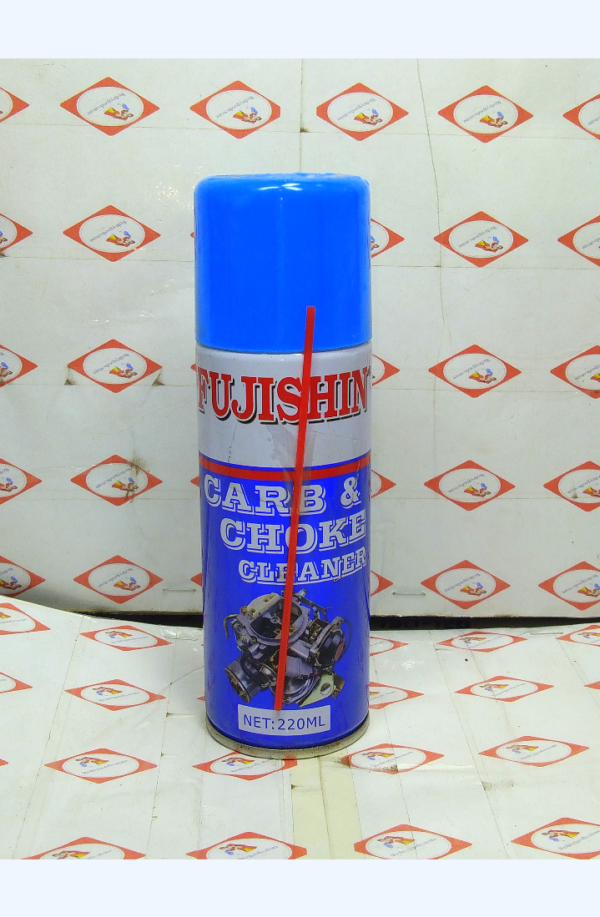 FUJISHIN
CARB &
CHOKE
CLEANER
NET:220ML